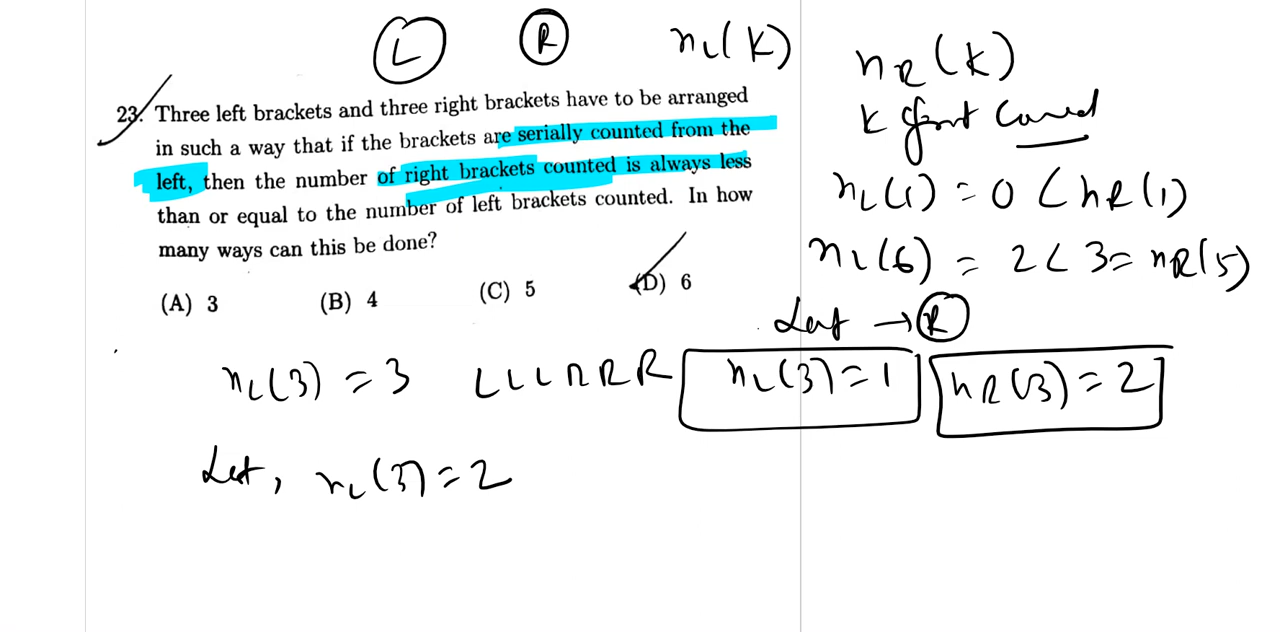 L R n_L(K)
n_R(K)
23. Three left brackets and three right brackets have to be arranged
in such a way that if the brackets are serially counted from the
left, then the number of right brackets counted is always less
than or equal to the number of left brackets counted. In how
many ways can this be done?
(A) 3 (B) 4 (C) 5 (D) 6
K
n_L(1) = 0 < n_R(1)
n_L(6) = 2 < 3 = n_R(5)
Let → R
n_L(3) = 3 LLLRRR n_L(3) = 1 n_R(3) = 2
Let, n_L(3) = 2